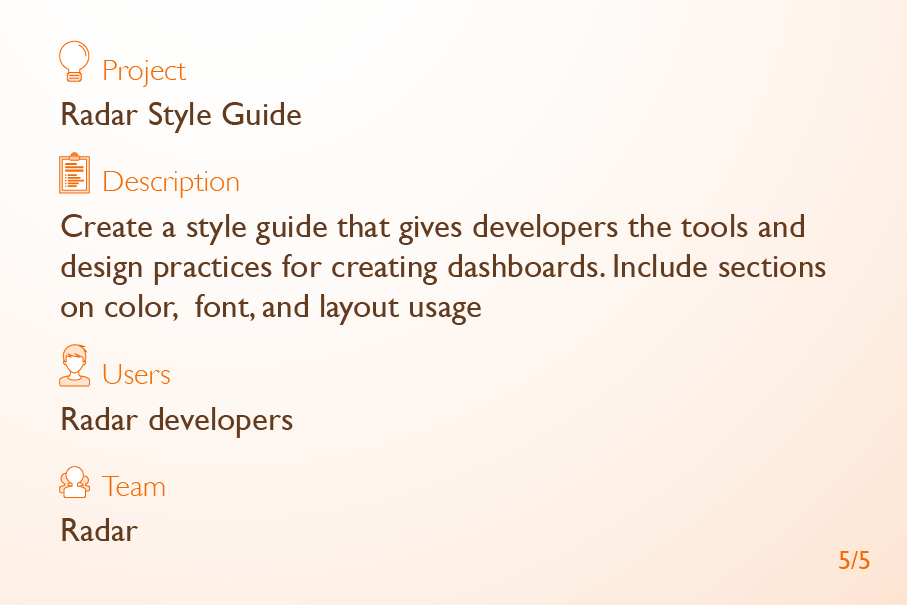 Project
Radar Style Guide
Description
Create a style guide that gives developers the tools and
design practices for creating dashboards. Include sections
on color,  font, and layout usage
Users
Radar developers
Team
Radar
5/5